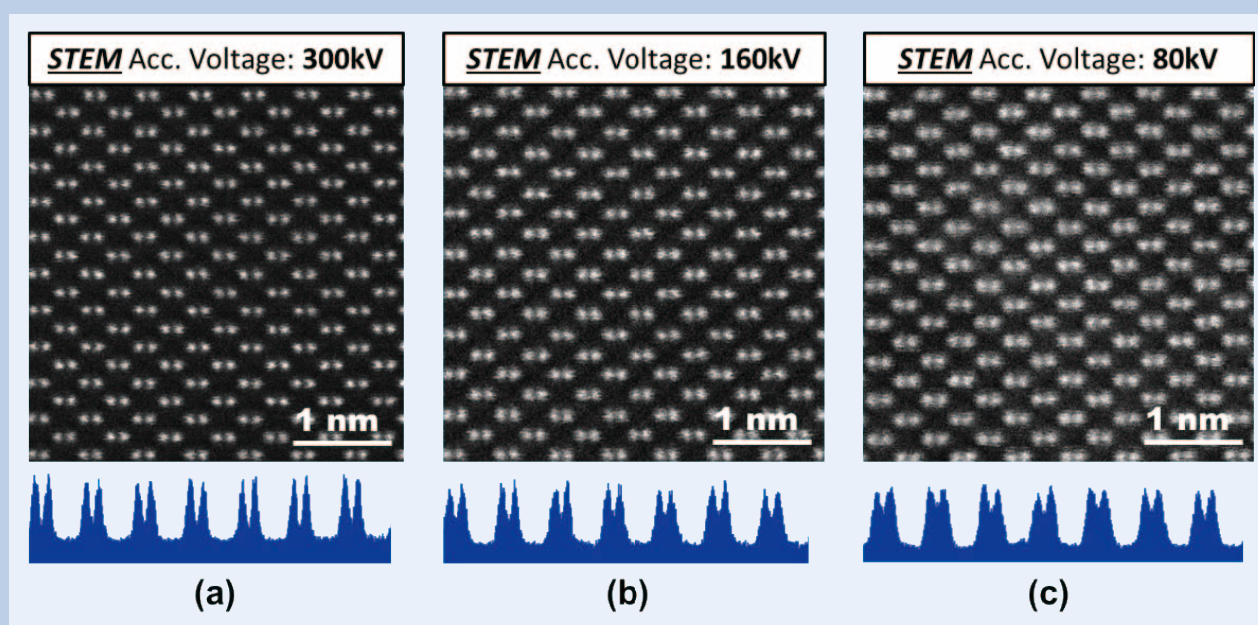 STEM Acc. Voltage: 300kV
STEM Acc. Voltage: 160kV
STEM Acc. Voltage: 80kV
1 nm
1 nm
1 nm
(a)
(b)
(c)